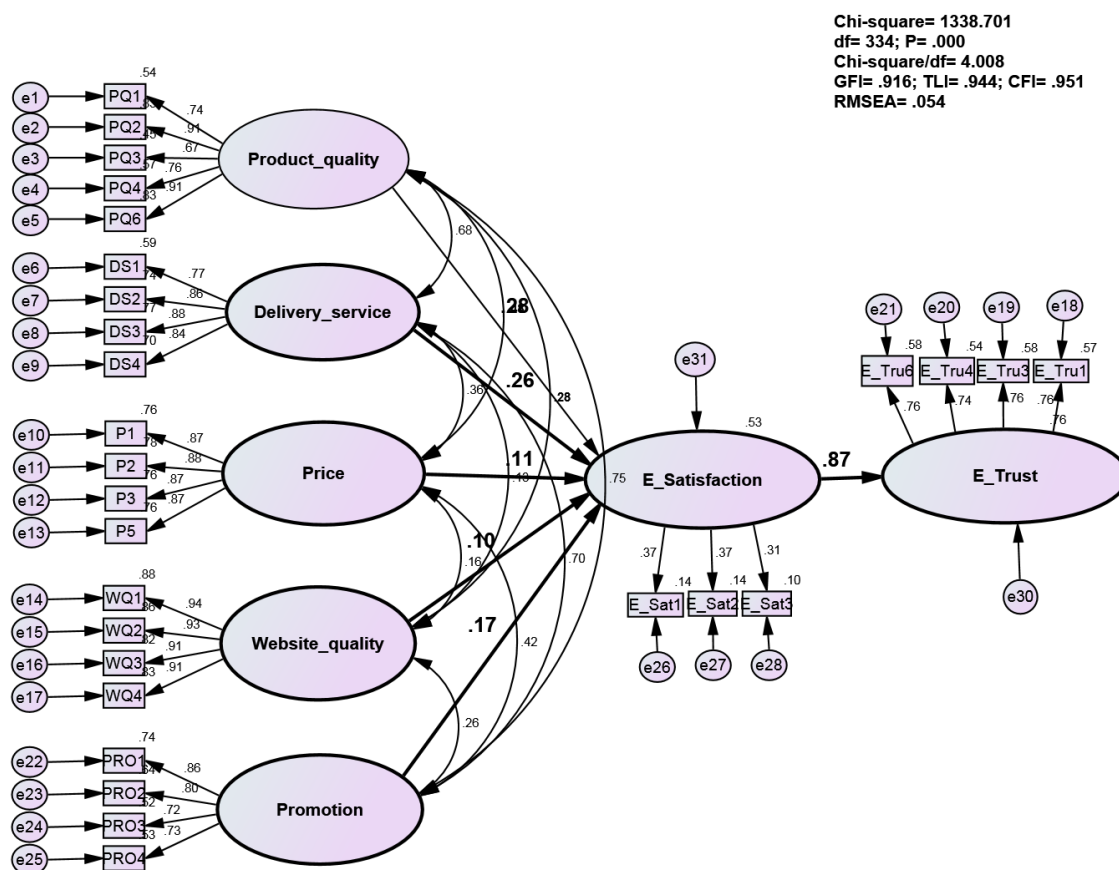 Chi-square= 1338.701
df= 334; P= .000
Chi-square/df= 4.008
GFI= .916; TLI= .944; CFI= .951
RMSEA= .054
.54
e1 PQ1 .74
e2 PQ2 .91
e3 PQ3 .67
e4 PQ4 .76
e5 PQ6 .91
.83
Product_quality
.68
.59
e6 DS1 .77
e7 DS2 .86
e8 DS3 .88
e9 DS4 .84
.70
Delivery_service
.28
.26
.36
.28
.76
e10 P1 .87
e11 P2 .88
e12 P3 .87
e13 P5 .87
.76
Price
.11
.75
.10
.16
.70
.88
e14 WQ1 .94
e15 WQ2 .93
e16 WQ3 .91
e17 WQ4 .91
.83
Website_quality
.17
.42
.26
.74
e22 PRO1 .86
e23 PRO2 .80
e24 PRO3 .72
e25 PRO4 .73
.53
Promotion
e31
.53
E_Satisfaction
.87
.37 .37 .31
.14 .14 .10
E_Sat1 E_Sat2 E_Sat3
e26 e27 e28
e21 e20 e19 e18
.58 .54 .58 .57
E_Tru6 E_Tru4 E_Tru3 E_Tru1
.76 .74 .76 .76
.76
E_Trust
e30